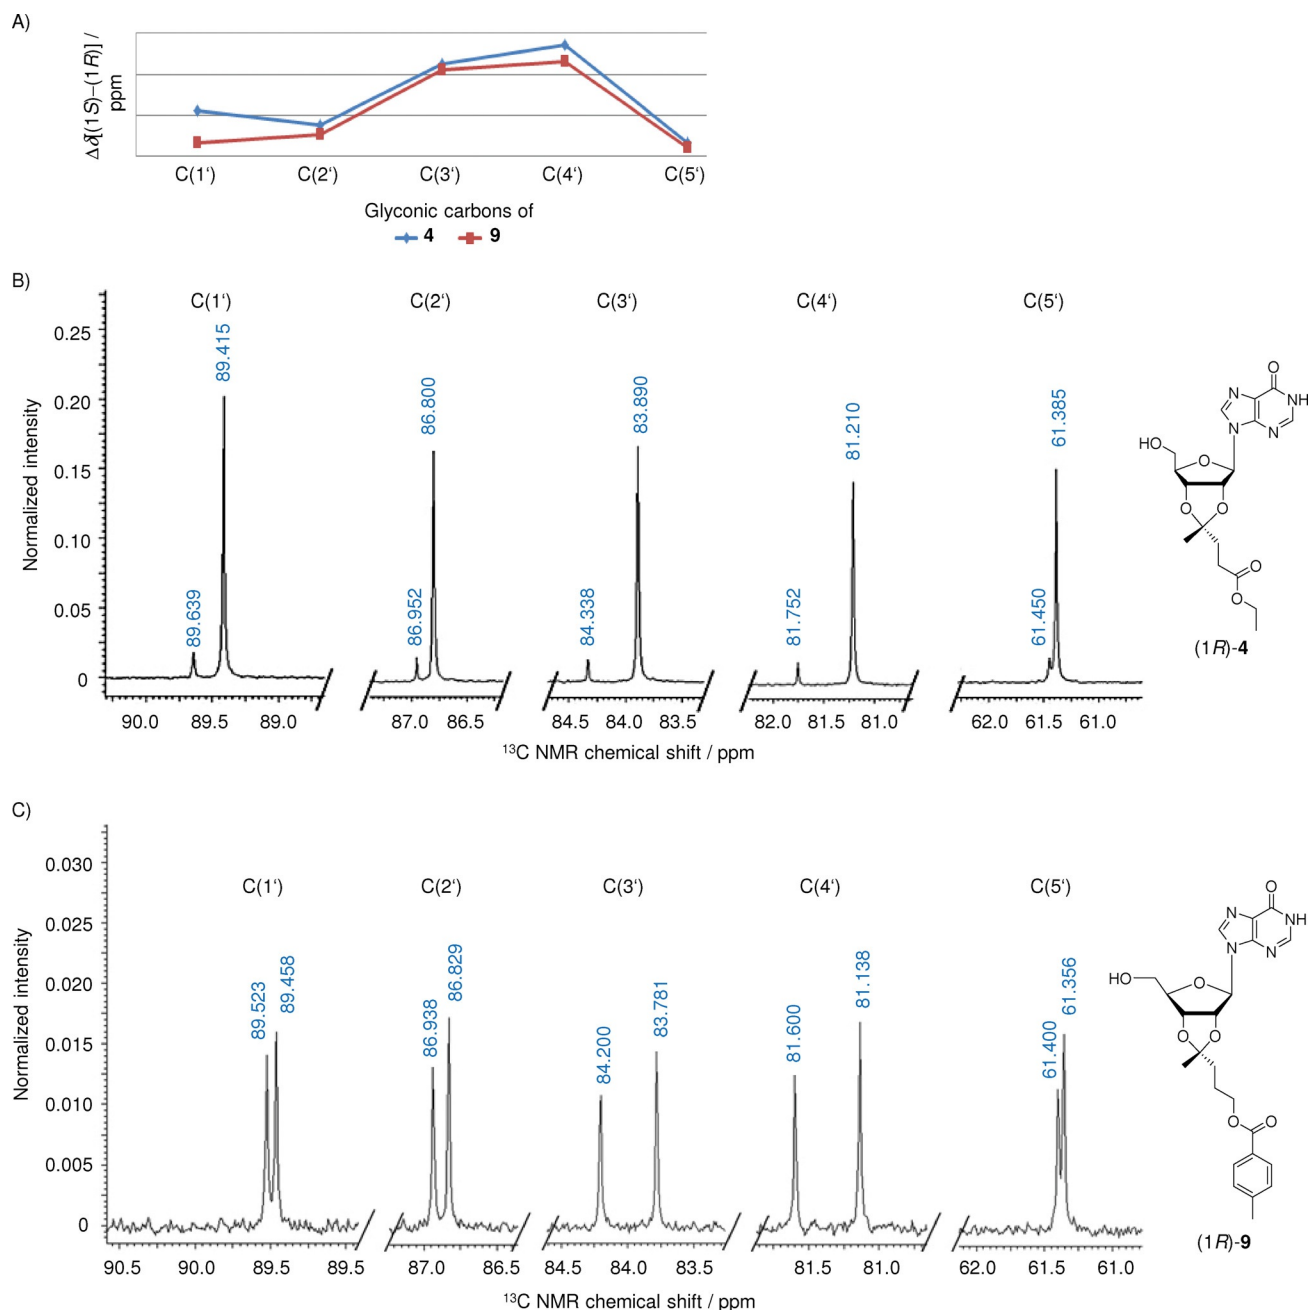 A)
Δδ[(1S)–(1R)] /
ppm
C(1‘) C(2‘) C(3‘) C(4‘) C(5‘)
Glyconic carbons of
4 9
B)
C(1‘) C(2‘) C(3‘) C(4‘) C(5‘)
Normalized intensity
0.25
0.20
0.15
0.10
0.05
0
89.639
89.415
86.952
86.800
84.338
83.890
81.752
81.210
61.450
61.385
90.0 89.5 89.0 87.0 86.5 84.5 84.0 83.5 82.0 81.5 81.0 62.0 61.5 61.0
13C NMR chemical shift / ppm
O
N
NH
N
N
HO
O
O
O
O
O
(1R)-4
C)
C(1‘) C(2‘) C(3‘) C(4‘) C(5‘)
Normalized intensity
0.030
0.025
0.020
0.015
0.010
0.005
0
89.523
89.458
86.938
86.829
84.200
83.781
81.600
81.138
61.400
61.356
90.5 90.0 89.5 89.5 87.0 86.5 84.5 84.0 83.5 81.5 81.0 62.0 61.5 61.0
13C NMR chemical shift / ppm
O
N
NH
N
N
HO
O
O
O
O
O
(1R)-9